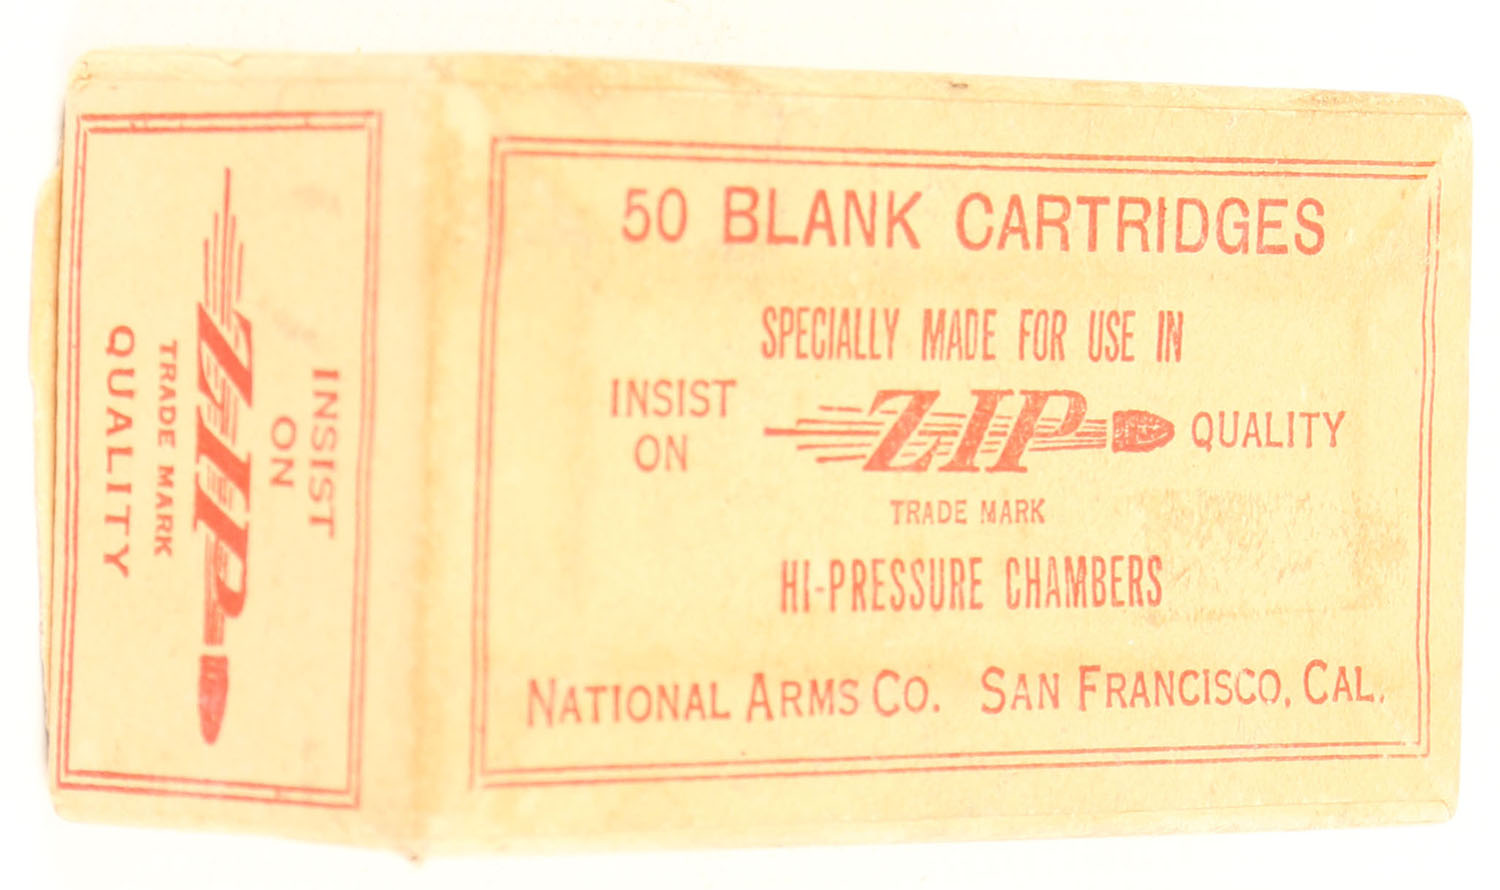 50 BLANK CARTRIDGES
SPECIALLY MADE FOR USE IN
INSIST
ON
ZIP
QUALITY
TRADE MARK
HI-PRESSURE CHAMBERS
NATIONAL ARMS CO. SAN FRANCISCO, CAL.
INSIST
ON
ZIP
TRADE MARK
QUALITY